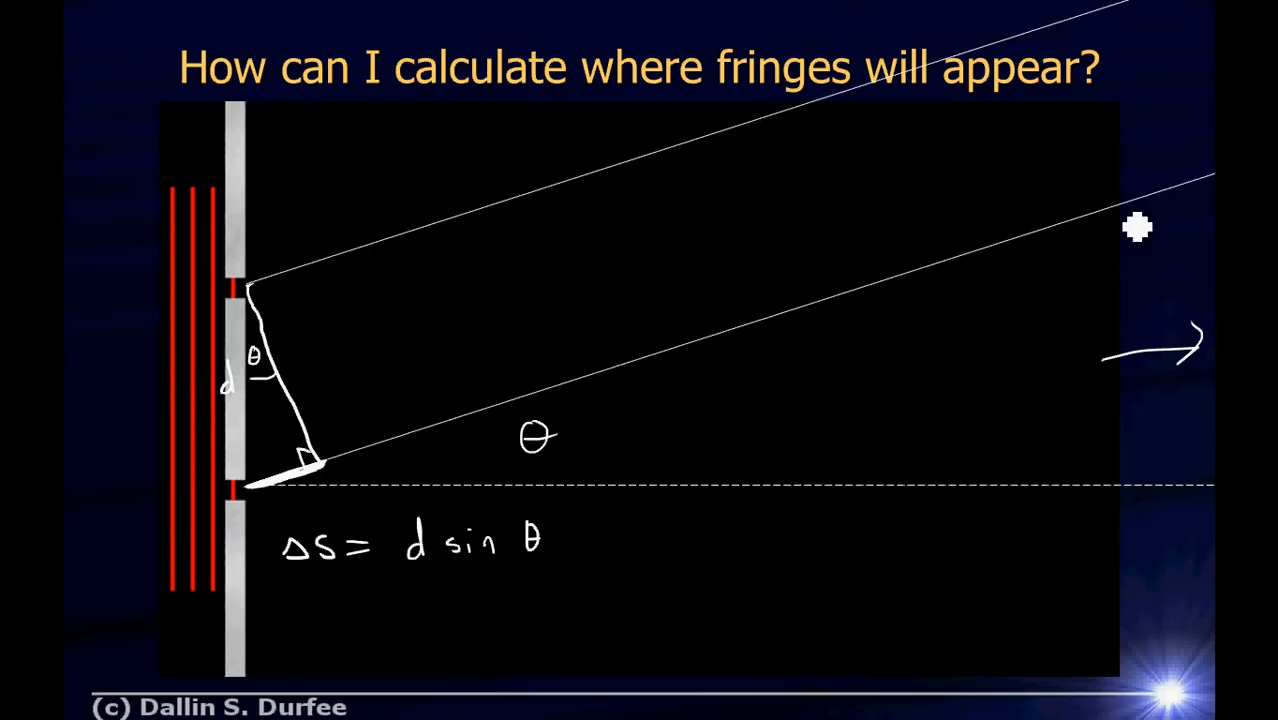 How can I calculate where fringes will appear?
θ
d
θ
Δs = d sin θ
(c) Dallin S. Durfee